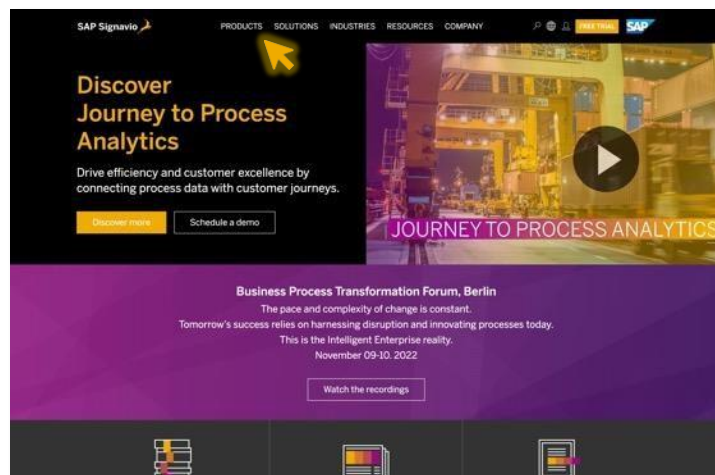 SAP Signavio
PRODUCTS SOLUTIONS INDUSTRIES RESOURCES COMPANY
FREE TRIAL
SAP
Discover
Journey to Process
Analytics
Drive efficiency and customer excellence by
connecting process data with customer journeys.
Discover more
Schedule a demo
JOURNEY TO PROCESS ANALYTICS
Business Process Transformation Forum, Berlin
The pace and complexity of change is constant.
Tomorrow's success relies on harnessing disruption and innovating processes today.
This is the Intelligent Enterprise reality.
November 09-10. 2022
Watch the recordings